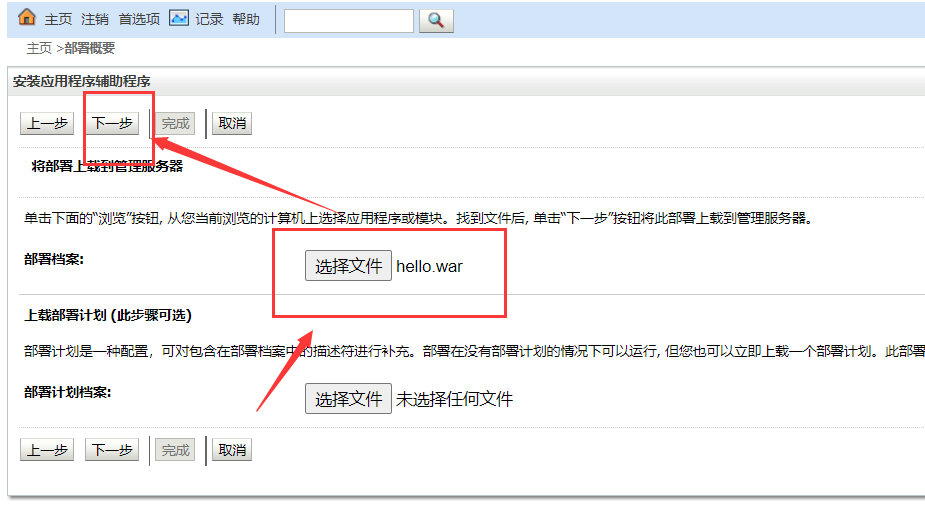 主页 注销 首选项 记录 帮助
主页 >部署概要
安装应用程序辅助程序
上一步 下一步 完成 取消
将部署上载到管理服务器
单击下面的“浏览”按钮, 从您当前浏览的计算机上选择应用程序或模块。找到文件后, 单击“下一步”按钮将此部署上载到管理服务器。
部署档案: 选择文件 hello.war
上载部署计划 (此步骤可选)
部署计划是一种配置，可对包含在部署档案中的描述符进行补充。部署在没有部署计划的情况下可以运行, 但您也可以立即上载一个部署计划。此部署
部署计划档案: 选择文件 未选择任何文件
上一步 下一步 完成 取消